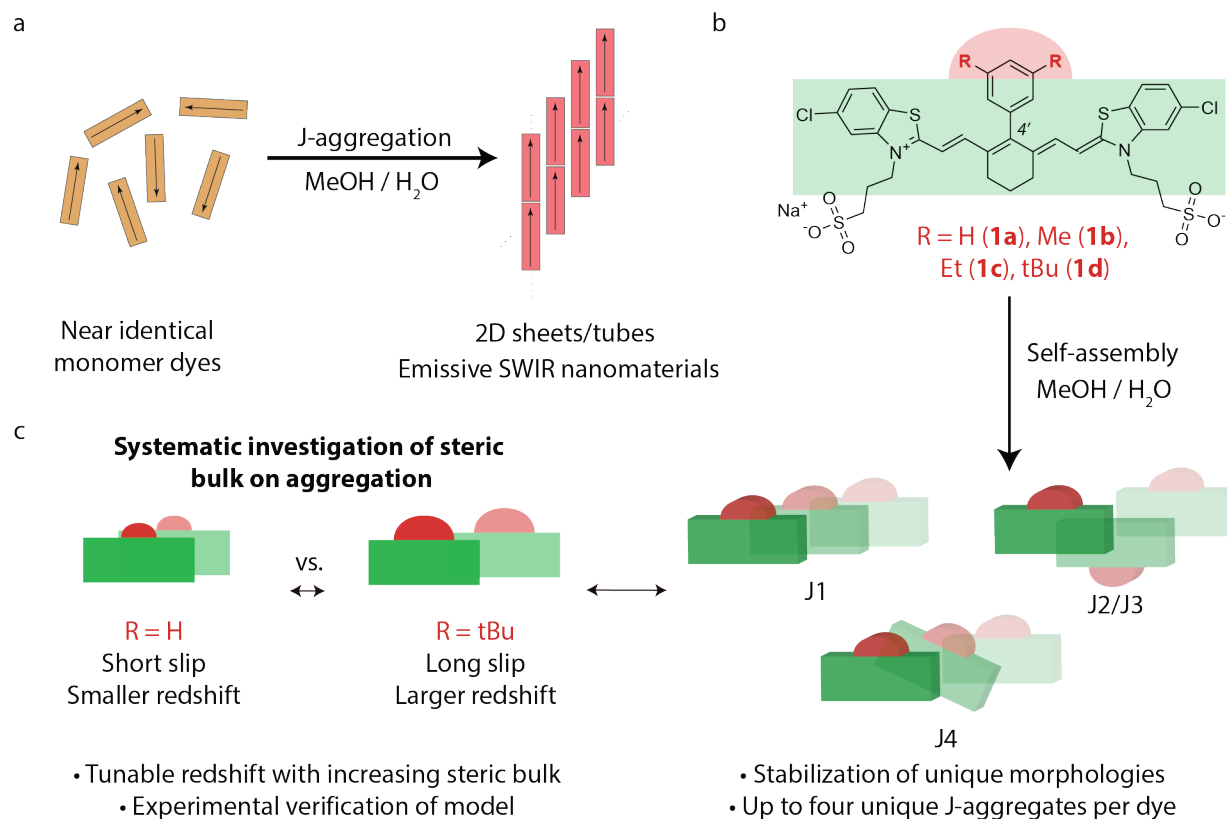 a
J-aggregation
MeOH / H₂O
Near identical
monomer dyes
2D sheets/tubes
Emissive SWIR nanomaterials
b
R
R
Cl
S
N⁺
4′
S
N
Cl
Na⁺
⁻O
S
O
O
S
O⁻
O
O
R = H (1a), Me (1b),
Et (1c), tBu (1d)
Self-assembly
MeOH / H₂O
c
Systematic investigation of steric
bulk on aggregation
vs.
R = H
Short slip
Smaller redshift
R = tBu
Long slip
Larger redshift
J1
J2/J3
J4
• Tunable redshift with increasing steric bulk
• Experimental verification of model
• Stabilization of unique morphologies
• Up to four unique J-aggregates per dye